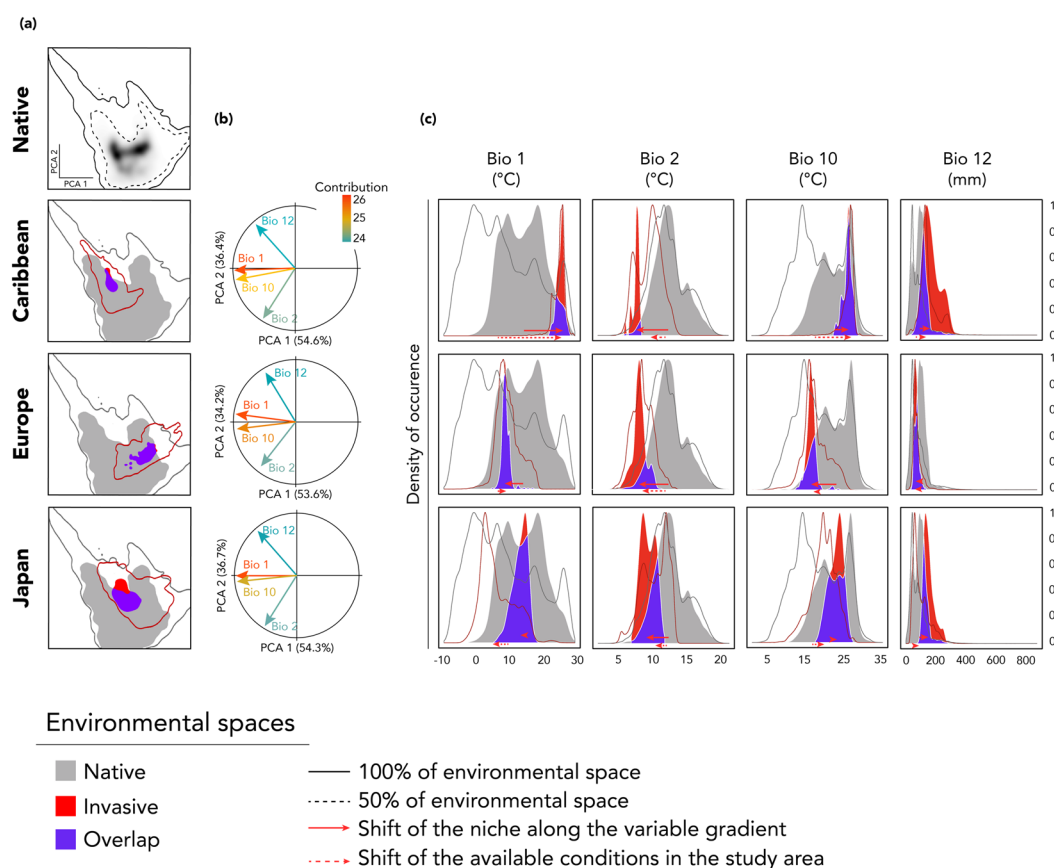 (a)
Native
PCA 2
PCA 1
(b)
(c)
Bio 1
(°C)
Bio 2
(°C)
Bio 10
(°C)
Bio 12
(mm)
Contribution
26
25
24
Caribbean
PCA 2 (36.4%)
Bio 12
Bio 1
Bio 10
Bio 2
PCA 1 (54.6%)
Europe
PCA 2 (34.2%)
Bio 12
Bio 1
Bio 10
Bio 2
PCA 1 (53.6%)
Japan
PCA 2 (36.7%)
Bio 12
Bio 1
Bio 10
Bio 2
PCA 1 (54.3%)
Density of occurence
-10 0 10 20 30
5 10 15 20
5 15 25 35
0 200 400 600 800
Environmental spaces
Native
Invasive
Overlap
100% of environmental space
50% of environmental space
Shift of the niche along the variable gradient
Shift of the available conditions in the study area